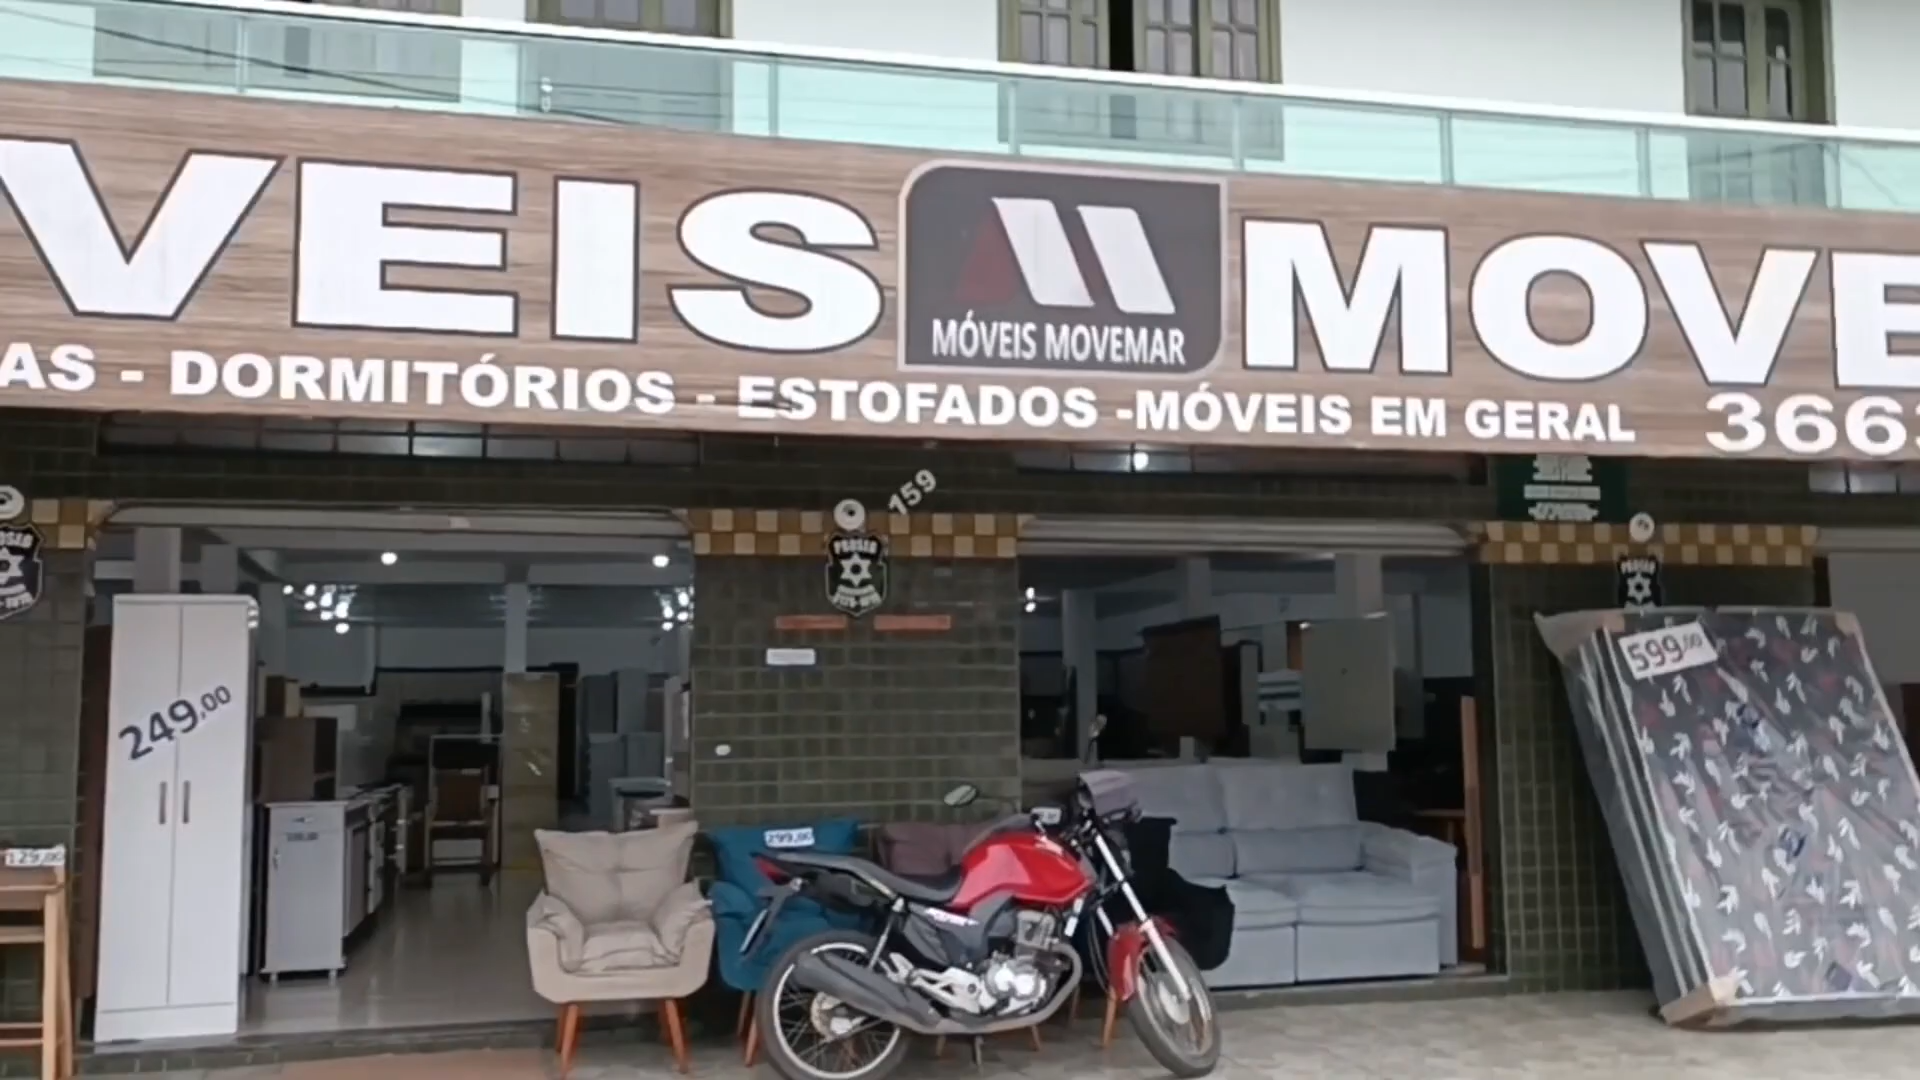 VEIS MOVE
MÓVEIS MOVEMAR
AS - DORMITÓRIOS - ESTOFADOS -MÓVEIS EM GERAL 366
159
PROSEG
249,00
599,00
299,00
129,00